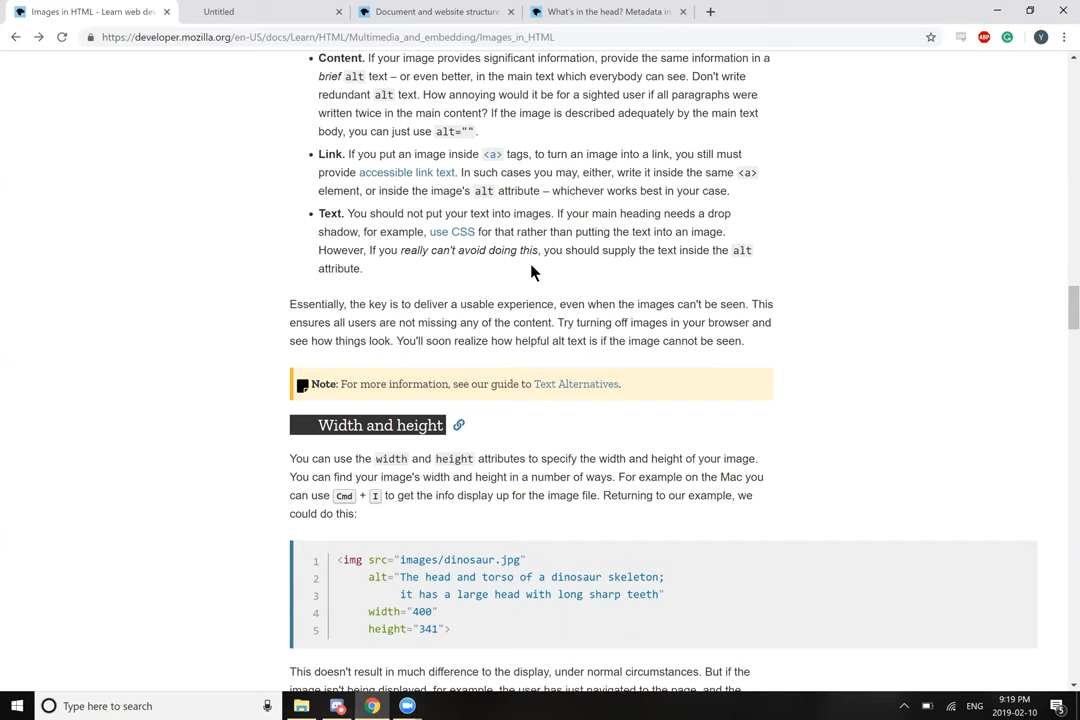 Images in HTML - Learn web dev
Untitled
Document and website structure
What's in the head? Metadata in
https://developer.mozilla.org/en-US/docs/Learn/HTML/Multimedia_and_embedding/Images_in_HTML
ABP
Y
• Content. If your image provides significant information, provide the same information in a
brief alt text – or even better, in the main text which everybody can see. Don't write
redundant alt text. How annoying would it be for a sighted user if all paragraphs were
written twice in the main content? If the image is described adequately by the main text
body, you can just use alt="".
• Link. If you put an image inside <a> tags, to turn an image into a link, you still must
provide accessible link text. In such cases you may, either, write it inside the same <a>
element, or inside the image's alt attribute – whichever works best in your case.
• Text. You should not put your text into images. If your main heading needs a drop
shadow, for example, use CSS for that rather than putting the text into an image.
However, If you really can't avoid doing this, you should supply the text inside the alt
attribute.
Essentially, the key is to deliver a usable experience, even when the images can't be seen. This
ensures all users are not missing any of the content. Try turning off images in your browser and
see how things look. You'll soon realize how helpful alt text is if the image cannot be seen.
Note: For more information, see our guide to Text Alternatives.
Width and height
You can use the width and height attributes to specify the width and height of your image.
You can find your image's width and height in a number of ways. For example on the Mac you
can use Cmd + I to get the info display up for the image file. Returning to our example, we
could do this:
1 <img src="images/dinosaur.jpg"
2 alt="The head and torso of a dinosaur skeleton;
3 it has a large head with long sharp teeth"
4 width="400"
5 height="341">
This doesn't result in much difference to the display, under normal circumstances. But if the
image isn't being displayed, for example, the user has just navigated to the page, and the
Type here to search
ENG
9:19 PM
2019-02-10
5